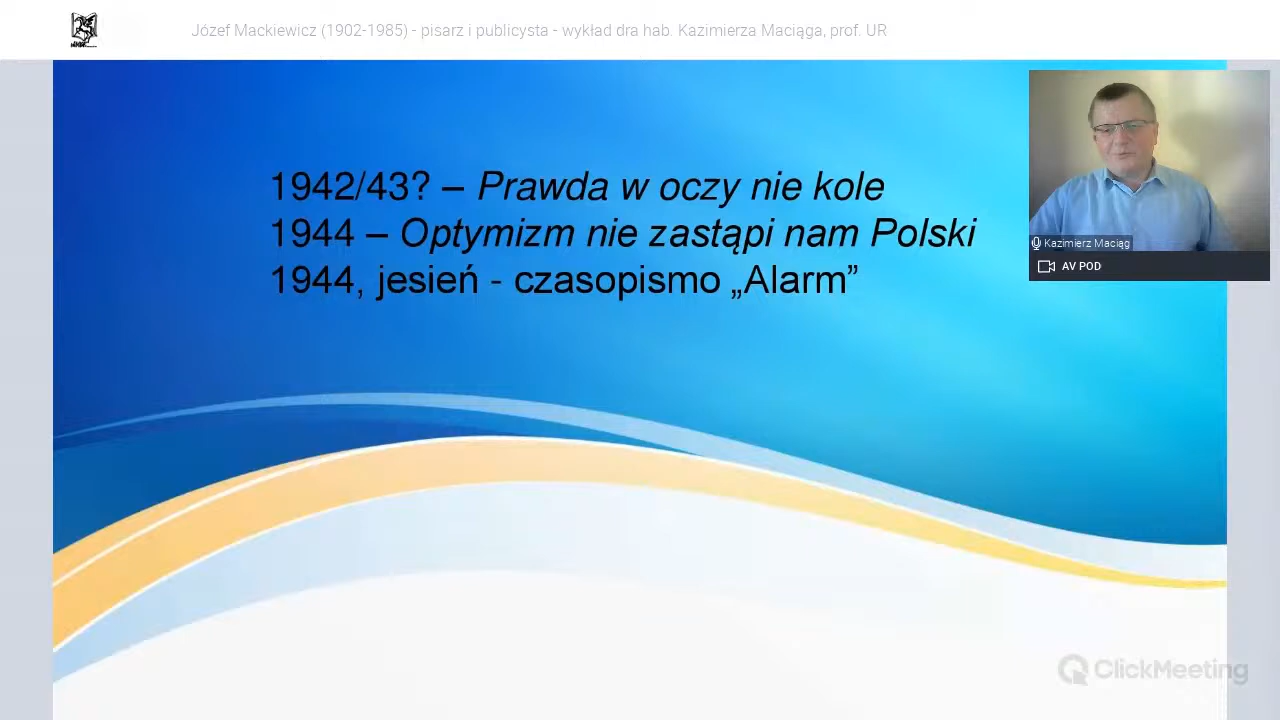 Józef Mackiewicz (1902-1985) - pisarz i publicysta - wykład dra hab. Kazimierza Maciąga, prof. UR
1942/43? – Prawda w oczy nie kole
1944 – Optymizm nie zastąpi nam Polski
1944, jesień - czasopismo „Alarm”
Kazimierz Maciąg
AV POD
ClickMeeting